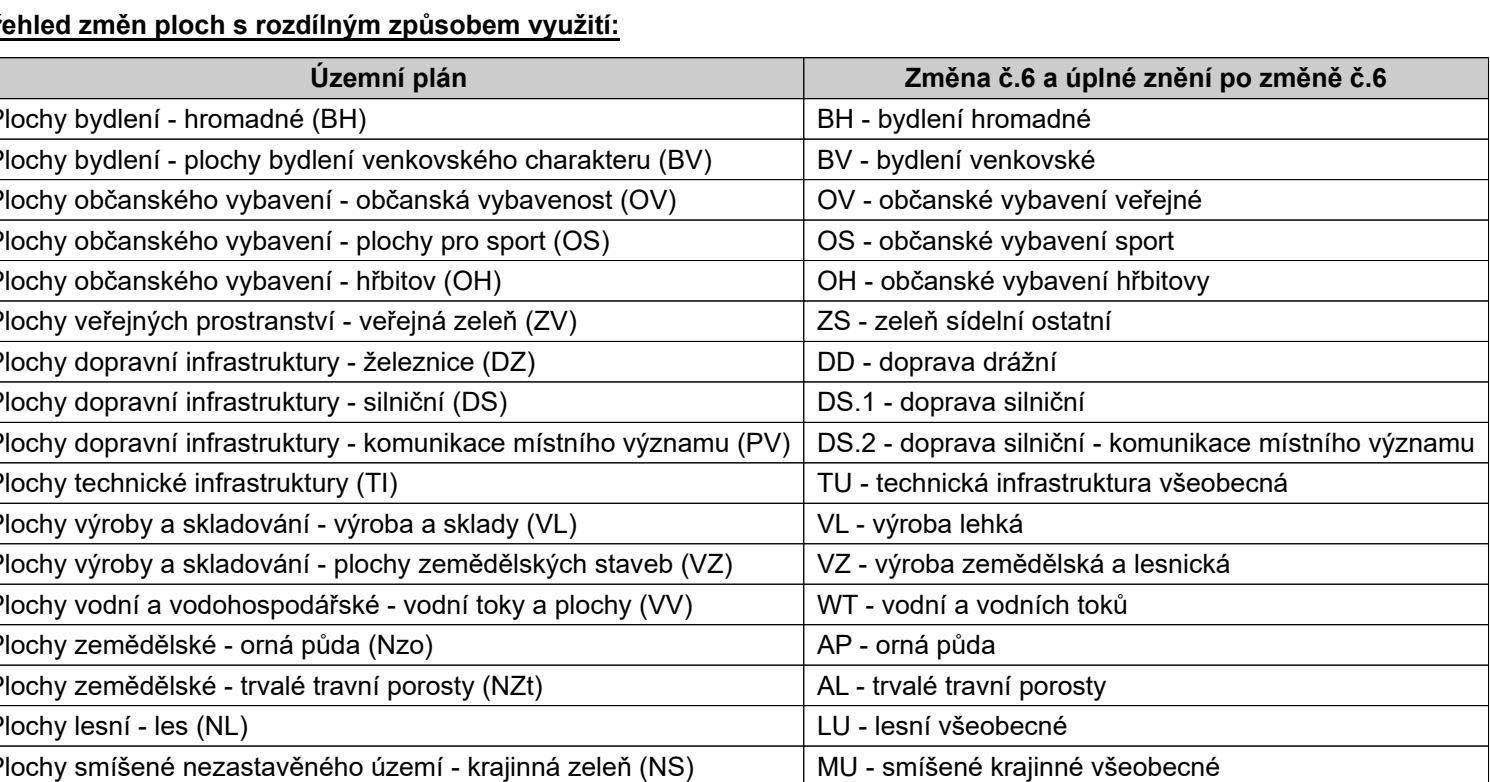 řehled změn ploch s rozdílným způsobem využití:
Územní plán Změna č.6 a úplné znění po změně č.6
Plochy bydlení - hromadné (BH) BH - bydlení hromadné
Plochy bydlení - plochy bydlení venkovského charakteru (BV) BV - bydlení venkovské
Plochy občanského vybavení - občanská vybavenost (OV) OV - občanské vybavení veřejné
Plochy občanského vybavení - plochy pro sport (OS) OS - občanské vybavení sport
Plochy občanského vybavení - hřbitov (OH) OH - občanské vybavení hřbitovy
Plochy veřejných prostranství - veřejná zeleň (ZV) ZS - zeleň sídelní ostatní
Plochy dopravní infrastruktury - železnice (DZ) DD - doprava drážní
Plochy dopravní infrastruktury - silniční (DS) DS.1 - doprava silniční
Plochy dopravní infrastruktury - komunikace místního významu (PV) DS.2 - doprava silniční - komunikace místního významu
Plochy technické infrastruktury (TI) TU - technická infrastruktura všeobecná
Plochy výroby a skladování - výroba a sklady (VL) VL - výroba lehká
Plochy výroby a skladování - plochy zemědělských staveb (VZ) VZ - výroba zemědělská a lesnická
Plochy vodní a vodohospodářské - vodní toky a plochy (VV) WT - vodní a vodních toků
Plochy zemědělské - orná půda (Nzo) AP - orná půda
Plochy zemědělské - trvalé travní porosty (NZt) AL - trvalé travní porosty
Plochy lesní - les (NL) LU - lesní všeobecné
Plochy smíšené nezastavěného území - krajinná zeleň (NS) MU - smíšené krajinné všeobecné